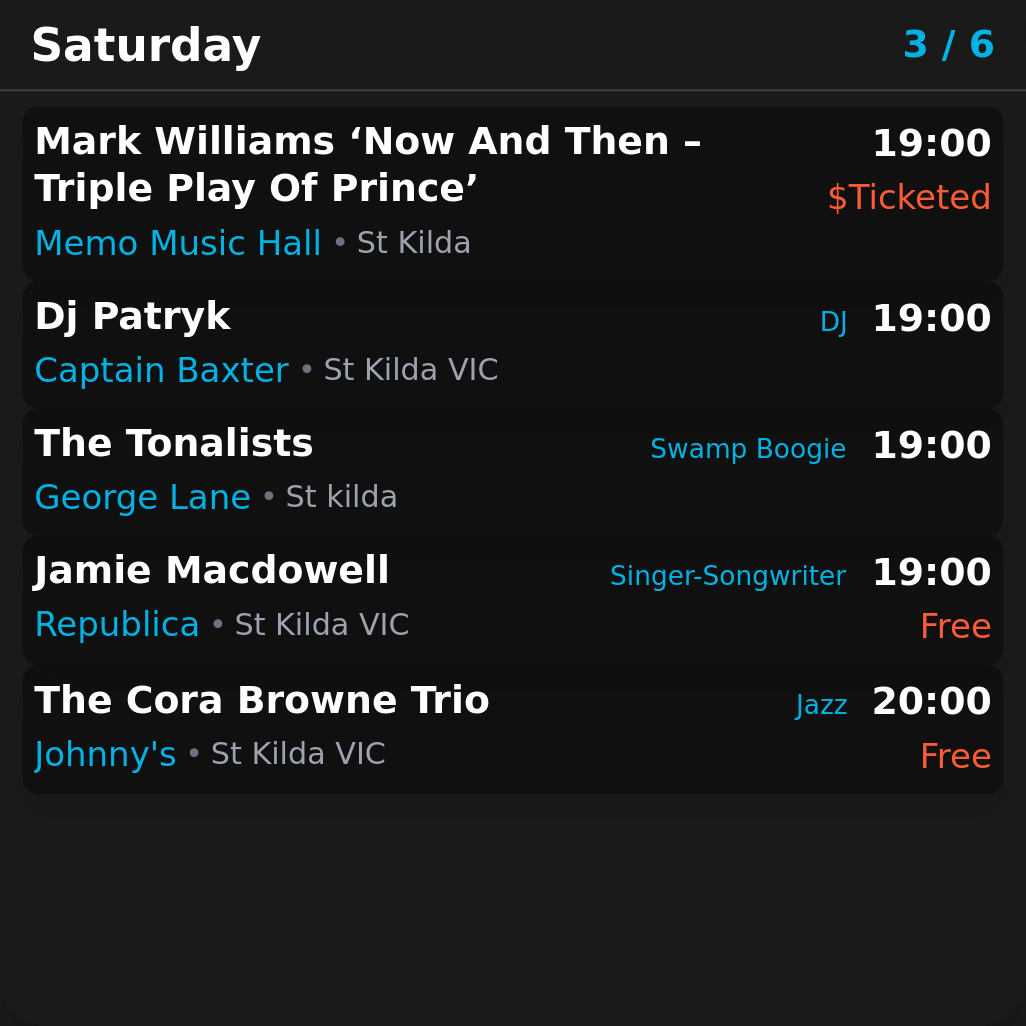 Saturday 3 / 6
Mark Williams ‘Now And Then – 19:00
Triple Play Of Prince’ $Ticketed
Memo Music Hall • St Kilda
Dj Patryk DJ 19:00
Captain Baxter • St Kilda VIC
The Tonalists Swamp Boogie 19:00
George Lane • St kilda
Jamie Macdowell Singer-Songwriter 19:00
Republica • St Kilda VIC Free
The Cora Browne Trio Jazz 20:00
Johnny's • St Kilda VIC Free